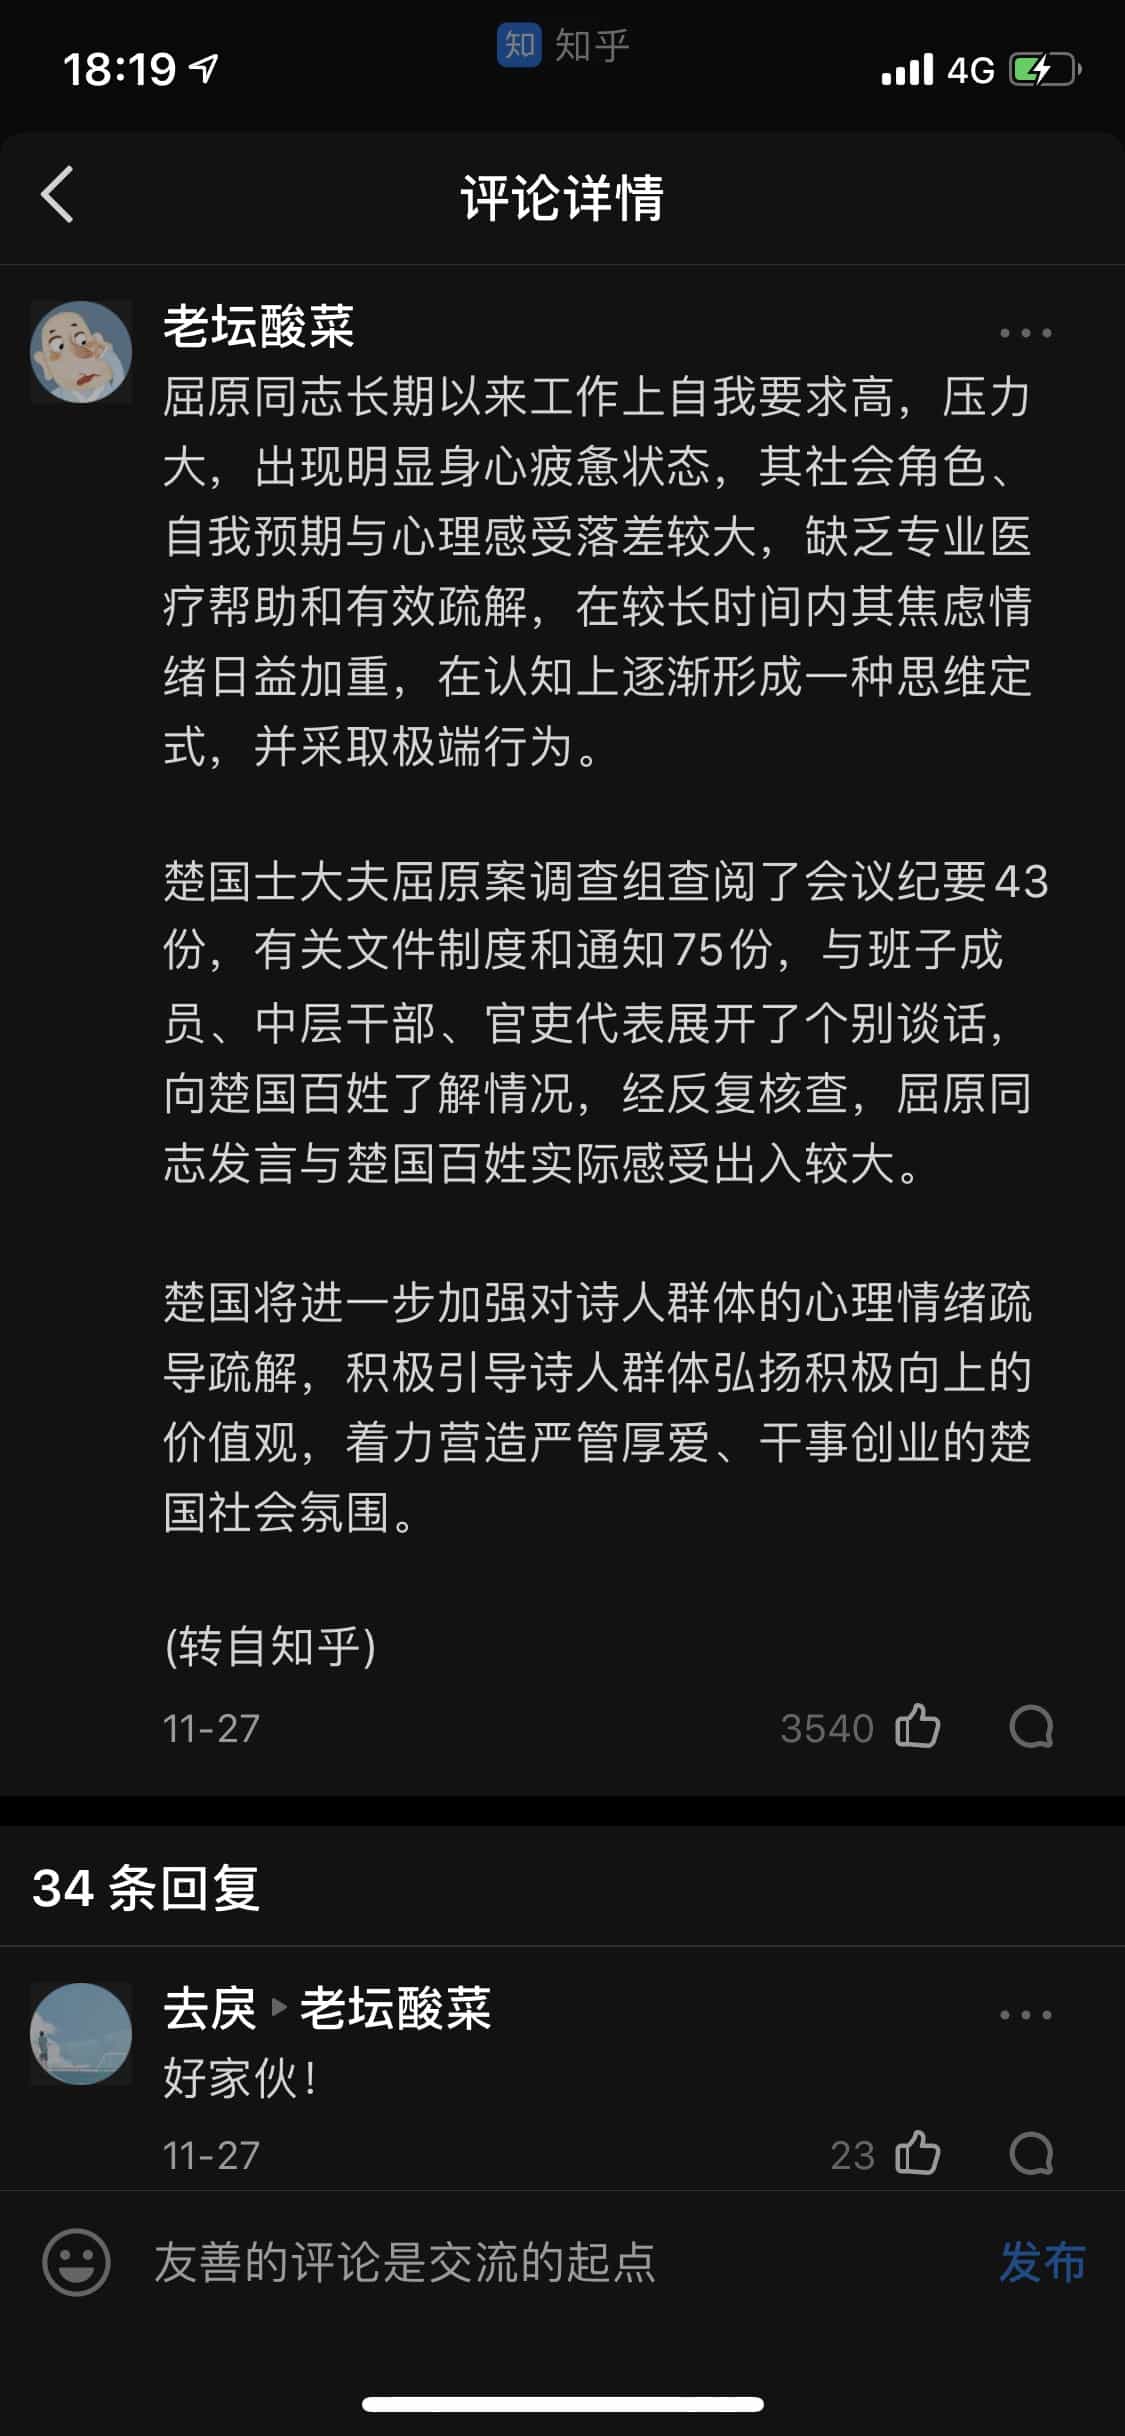 18:19
知 知乎
4G
评论详情
老坛酸菜
屈原同志长期以来工作上自我要求高，压力
大，出现明显身心疲惫状态，其社会角色、
自我预期与心理感受落差较大，缺乏专业医
疗帮助和有效疏解，在较长时间内其焦虑情
绪日益加重，在认知上逐渐形成一种思维定
式，并采取极端行为。
楚国士大夫屈原案调查组查阅了会议纪要43
份，有关文件制度和通知75份，与班子成
员、中层干部、官吏代表展开了个别谈话，
向楚国百姓了解情况，经反复核查，屈原同
志发言与楚国百姓实际感受出入较大。
楚国将进一步加强对诗人群体的心理情绪疏
导疏解，积极引导诗人群体弘扬积极向上的
价值观，着力营造严管厚爱、干事创业的楚
国社会氛围。
(转自知乎)
11-27
3540
34 条回复
去戾 老坛酸菜
好家伙！
11-27
23
友善的评论是交流的起点
发布